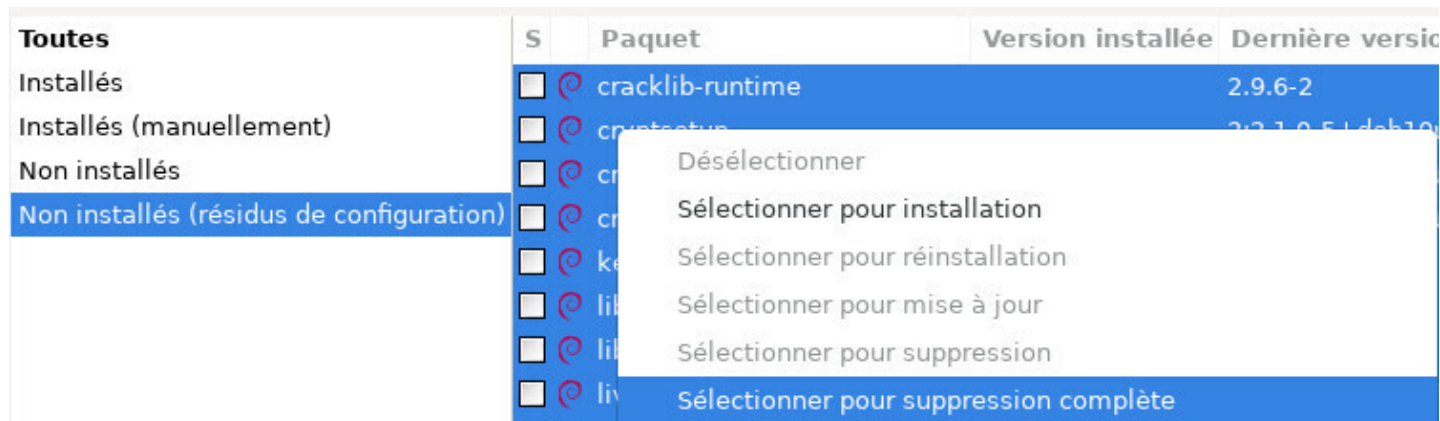 Toutes
Installés
Installés (manuellement)
Non installés
Non installés (résidus de configuration)
S Paquet Version installée Dernière versio
cracklib-runtime 2.9.6-2
Désélectionner
Sélectionner pour installation
Sélectionner pour réinstallation
Sélectionner pour mise à jour
Sélectionner pour suppression
Sélectionner pour suppression complète